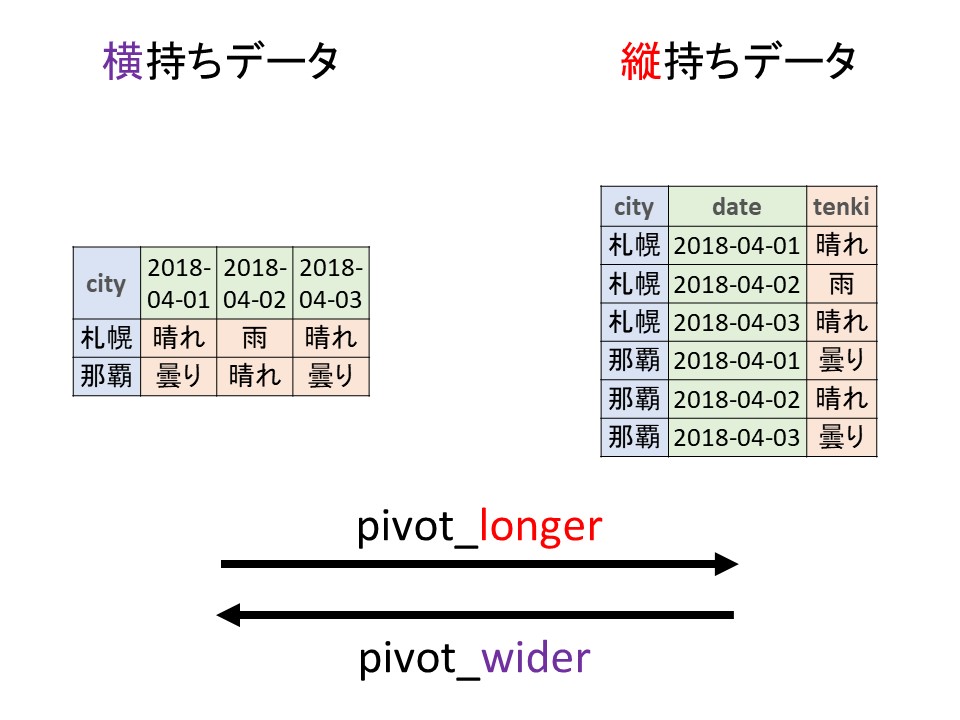 横持ちデータ
縦持ちデータ
city 2018-04-01 2018-04-02 2018-04-03
札幌 晴れ 雨 晴れ
那覇 曇り 晴れ 曇り
city date tenki
札幌 2018-04-01 晴れ
札幌 2018-04-02 雨
札幌 2018-04-03 晴れ
那覇 2018-04-01 曇り
那覇 2018-04-02 晴れ
那覇 2018-04-03 曇り
pivot_longer
pivot_wider